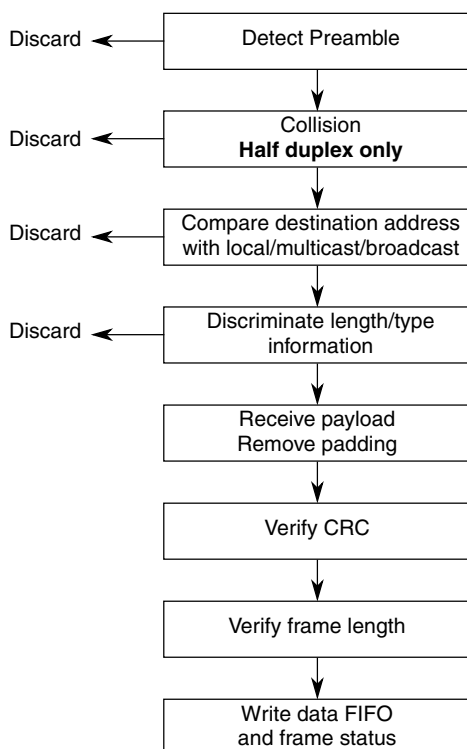 Discard
Detect Preamble
Discard
Collision
Half duplex only
Discard
Compare destination address
with local/multicast/broadcast
Discard
Discriminate length/type
information
Receive payload
Remove padding
Verify CRC
Verify frame length
Write data FIFO
and frame status